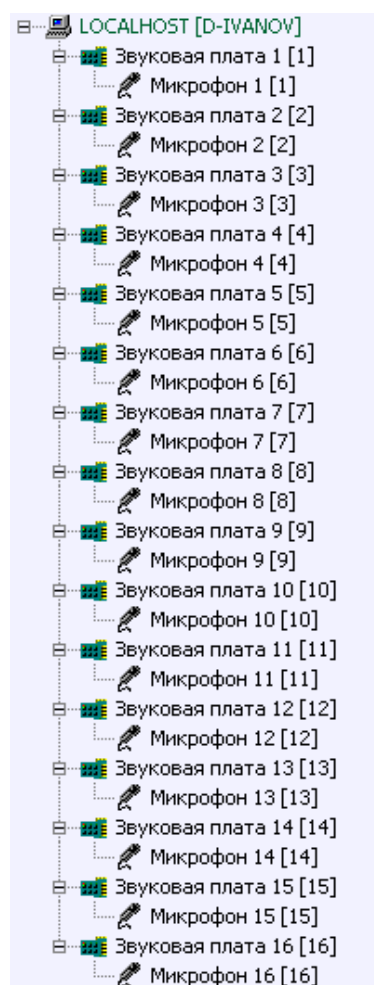 LOCALHOST [D-IVANOV]
Звуковая плата 1 [1]
Микрофон 1 [1]
Звуковая плата 2 [2]
Микрофон 2 [2]
Звуковая плата 3 [3]
Микрофон 3 [3]
Звуковая плата 4 [4]
Микрофон 4 [4]
Звуковая плата 5 [5]
Микрофон 5 [5]
Звуковая плата 6 [6]
Микрофон 6 [6]
Звуковая плата 7 [7]
Микрофон 7 [7]
Звуковая плата 8 [8]
Микрофон 8 [8]
Звуковая плата 9 [9]
Микрофон 9 [9]
Звуковая плата 10 [10]
Микрофон 10 [10]
Звуковая плата 11 [11]
Микрофон 11 [11]
Звуковая плата 12 [12]
Микрофон 12 [12]
Звуковая плата 13 [13]
Микрофон 13 [13]
Звуковая плата 14 [14]
Микрофон 14 [14]
Звуковая плата 15 [15]
Микрофон 15 [15]
Звуковая плата 16 [16]
Микрофон 16 [16]